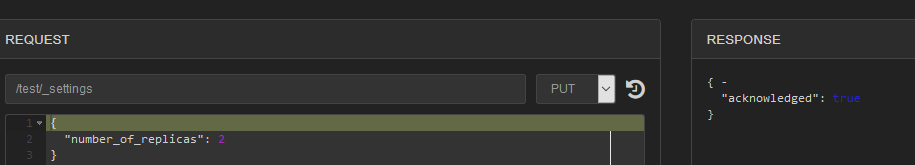 REQUEST
/test/_settings
PUT
1 {
2 "number_of_replicas": 2
3 }
RESPONSE
{ -
"acknowledged": true
}